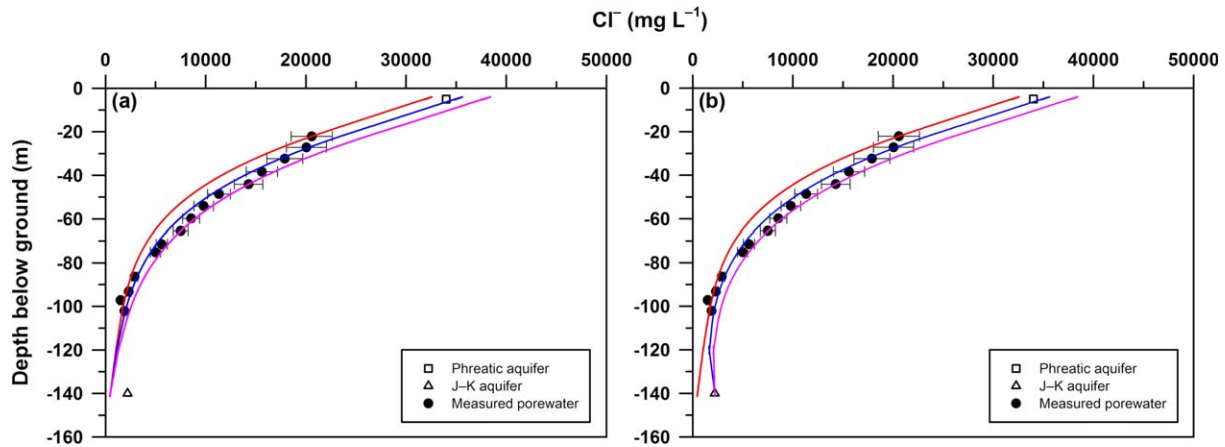 Cl⁻ (mg L⁻¹)
0 10000 20000 30000 40000 50000
0 10000 20000 30000 40000 50000
Depth below ground (m)
0
-20
-40
-60
-80
-100
-120
-140
-160
(a)
Phreatic aquifer
J–K aquifer
Measured porewater
0
-20
-40
-60
-80
-100
-120
-140
-160
(b)
Phreatic aquifer
J–K aquifer
Measured porewater